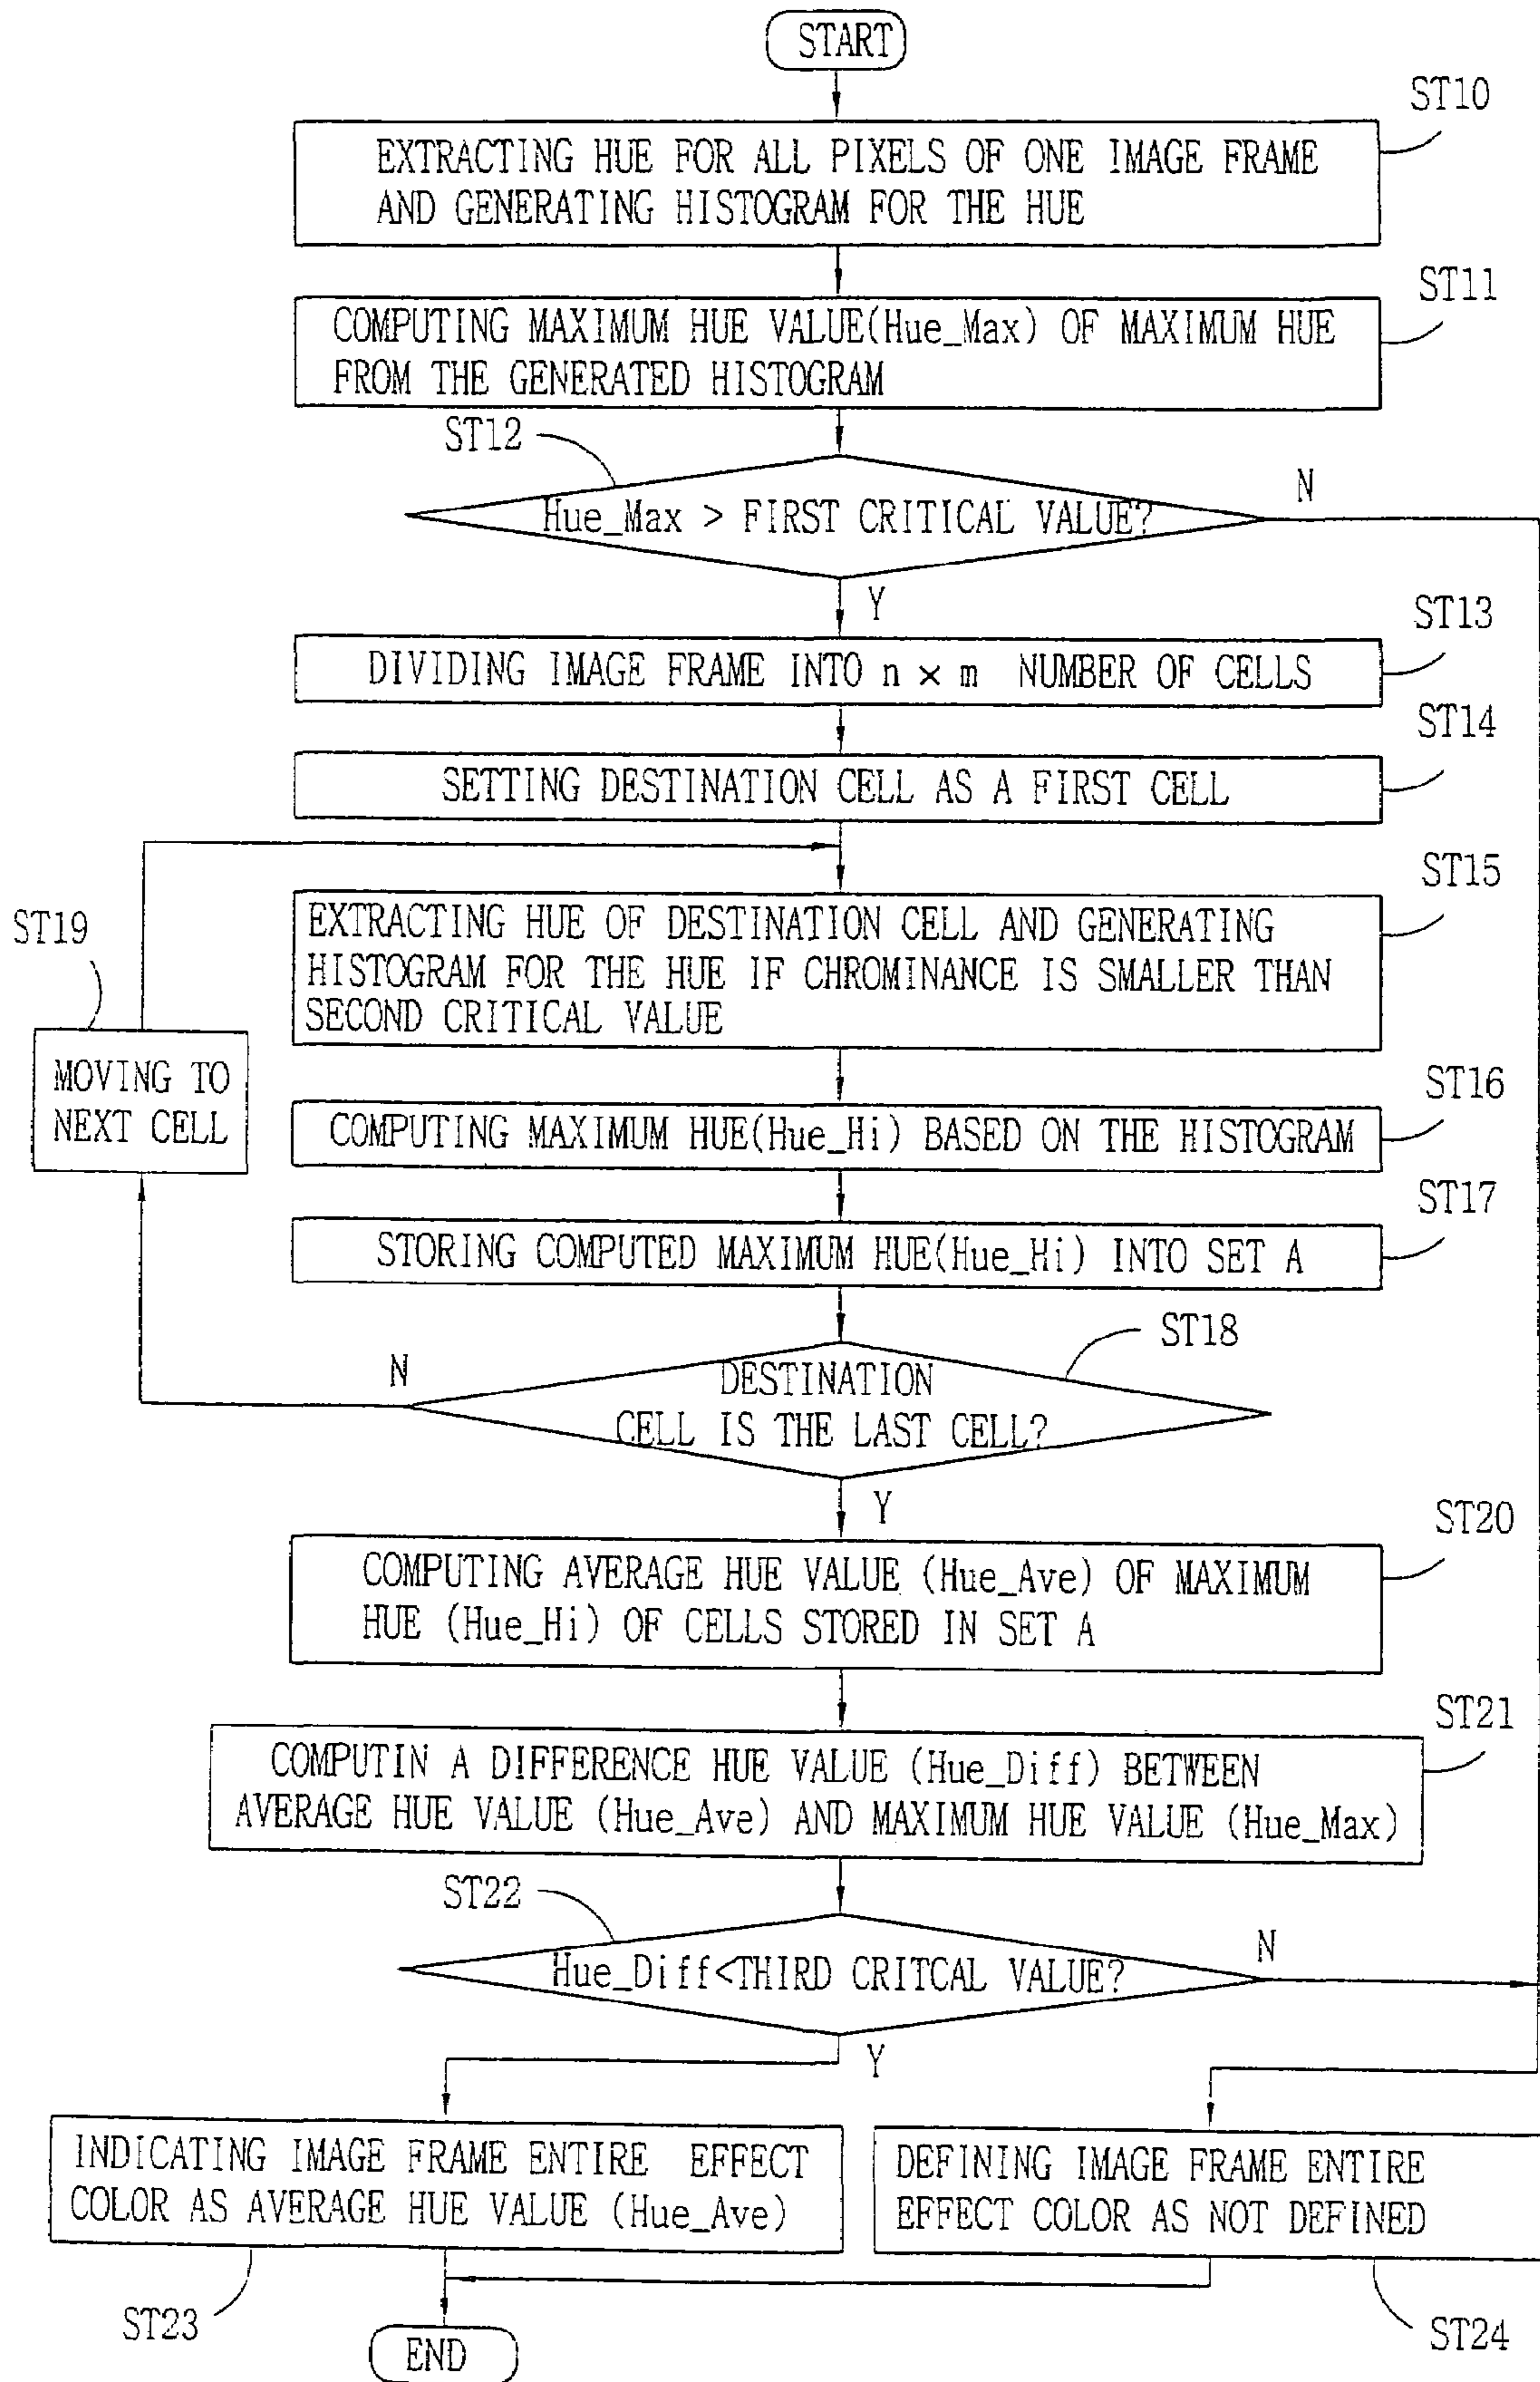 START
ST10
EXTRACTING HUE FOR ALL PIXELS OF ONE IMAGE FRAME
AND GENERATING HISTOGRAM FOR THE HUE
ST11
COMPUTING MAXIMUM HUE VALUE(Hue_Max) OF MAXIMUM HUE
FROM THE GENERATED HISTOGRAM
ST12
N
Hue_Max > FIRST CRITICAL VALUE?
Y
ST13
DIVIDING IMAGE FRAME INTO n × m NUMBER OF CELLS
ST14
SETTING DESTINATION CELL AS A FIRST CELL
ST15
EXTRACTING HUE OF DESTINATION CELL AND GENERATING
HISTOGRAM FOR THE HUE IF CHROMINANCE IS SMALLER THAN
SECOND CRITICAL VALUE
ST19
MOVING TO
NEXT CELL
ST16
COMPUTING MAXIMUM HUE(Hue_Hi) BASED ON THE HISTOGRAM
ST17
STORING COMPUTED MAXIMUM HUE(Hue_Hi) INTO SET A
ST18
N
DESTINATION
CELL IS THE LAST CELL?
Y
ST20
COMPUTING AVERAGE HUE VALUE (Hue_Ave) OF MAXIMUM
HUE (Hue_Hi) OF CELLS STORED IN SET A
ST21
COMPUTIN A DIFFERENCE HUE VALUE (Hue_Diff) BETWEEN
AVERAGE HUE VALUE (Hue_Ave) AND MAXIMUM HUE VALUE (Hue_Max)
ST22
N
Hue_Diff<THIRD CRITCAL VALUE?
Y
INDICATING IMAGE FRAME ENTIRE EFFECT
COLOR AS AVERAGE HUE VALUE (Hue_Ave)
DEFINING IMAGE FRAME ENTIRE
EFFECT COLOR AS NOT DEFINED
ST23
ST24
END